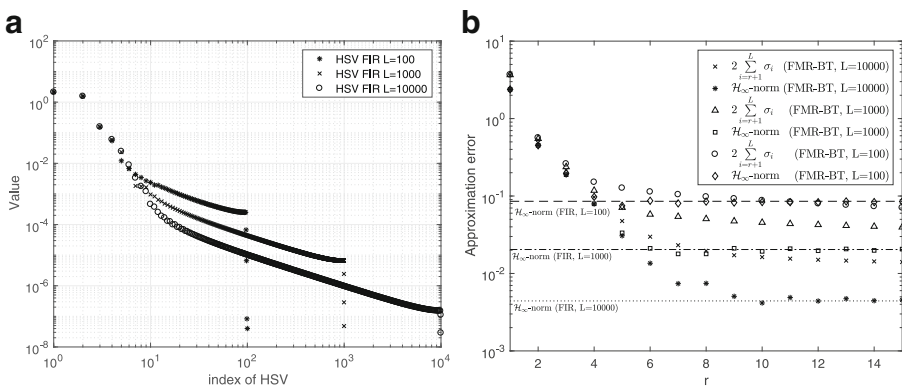 a
10^2
10^0
10^-2
10^-4
10^-6
10^-8
Value
10^0 10^1 10^2 10^3 10^4
index of HSV
HSV FIR L=100
HSV FIR L=1000
HSV FIR L=10000
b
10^1
10^0
10^-1
10^-2
10^-3
Approximation error
2 4 6 8 10 12 14
r
2 \sum_{i=r+1}^{L} σ_i (FMR-BT, L=10000)
ℋ∞-norm (FMR-BT, L=10000)
2 \sum_{i=r+1}^{L} σ_i (FMR-BT, L=1000)
ℋ∞-norm (FMR-BT, L=1000)
2 \sum_{i=r+1}^{L} σ_i (FMR-BT, L=100)
ℋ∞-norm (FMR-BT, L=100)
ℋ∞-norm (FIR, L=100)
ℋ∞-norm (FIR, L=1000)
ℋ∞-norm (FIR, L=10000)